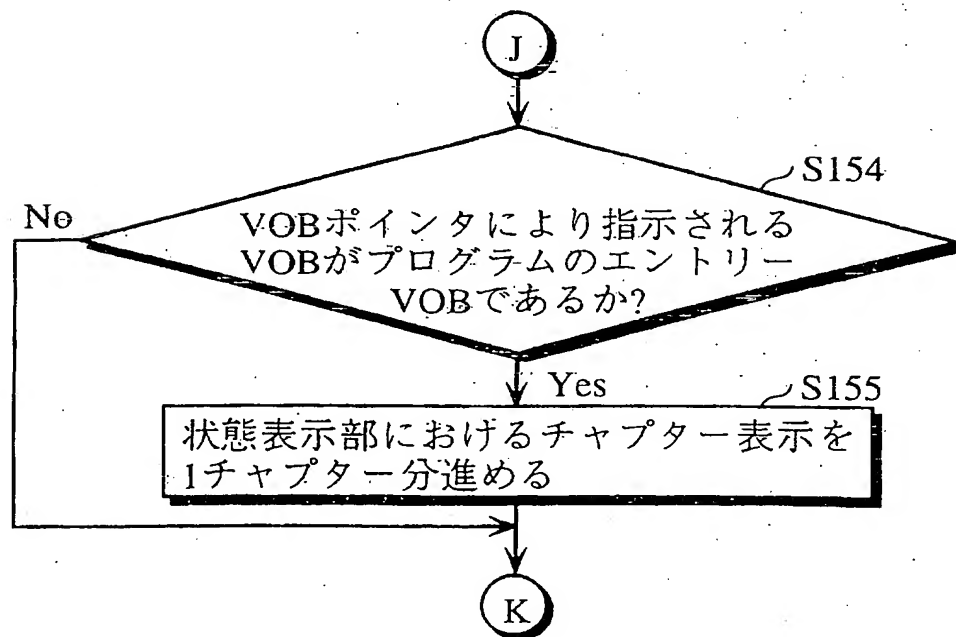 J
S154
No
VOBポインタにより指示される
VOBがプログラムのエントリー
VOBであるか?
Yes
S155
状態表示部におけるチャプター表示を
1チャプター分進める
K